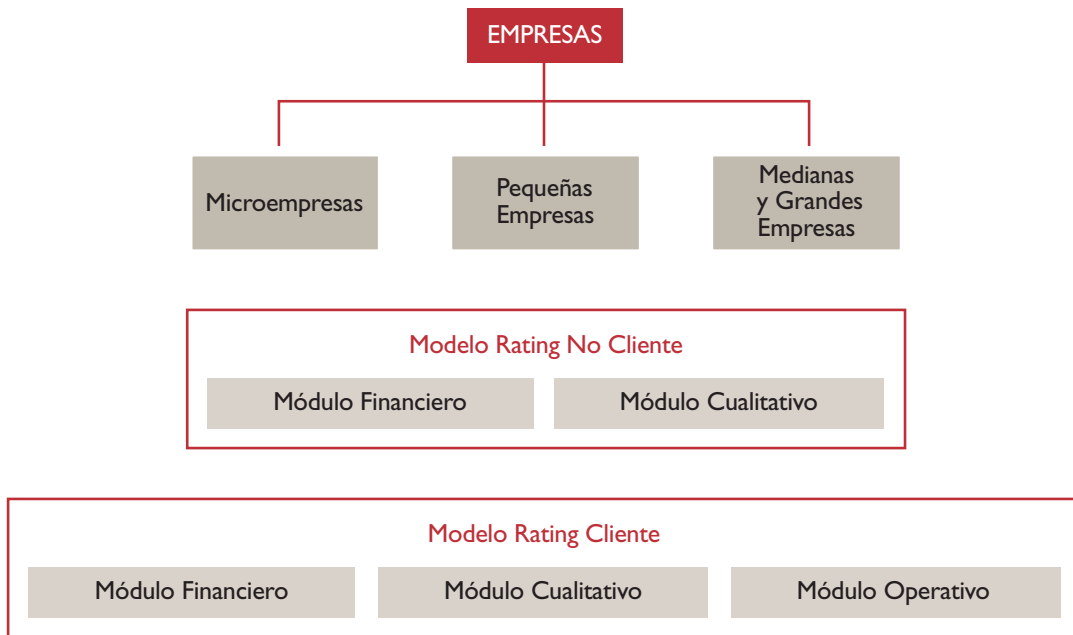 EMPRESAS
Microempresas
Pequeñas
Empresas
Medianas
y Grandes
Empresas
Modelo Rating No Cliente
Módulo Financiero
Módulo Cualitativo
Modelo Rating Cliente
Módulo Financiero
Módulo Cualitativo
Módulo Operativo